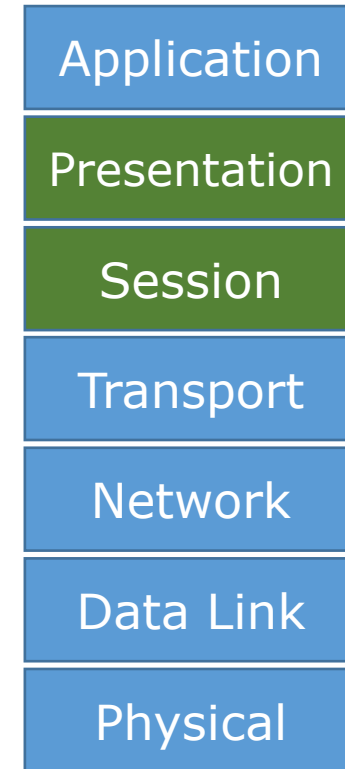 Application
Presentation
Session
Transport
Network
Data Link
Physical